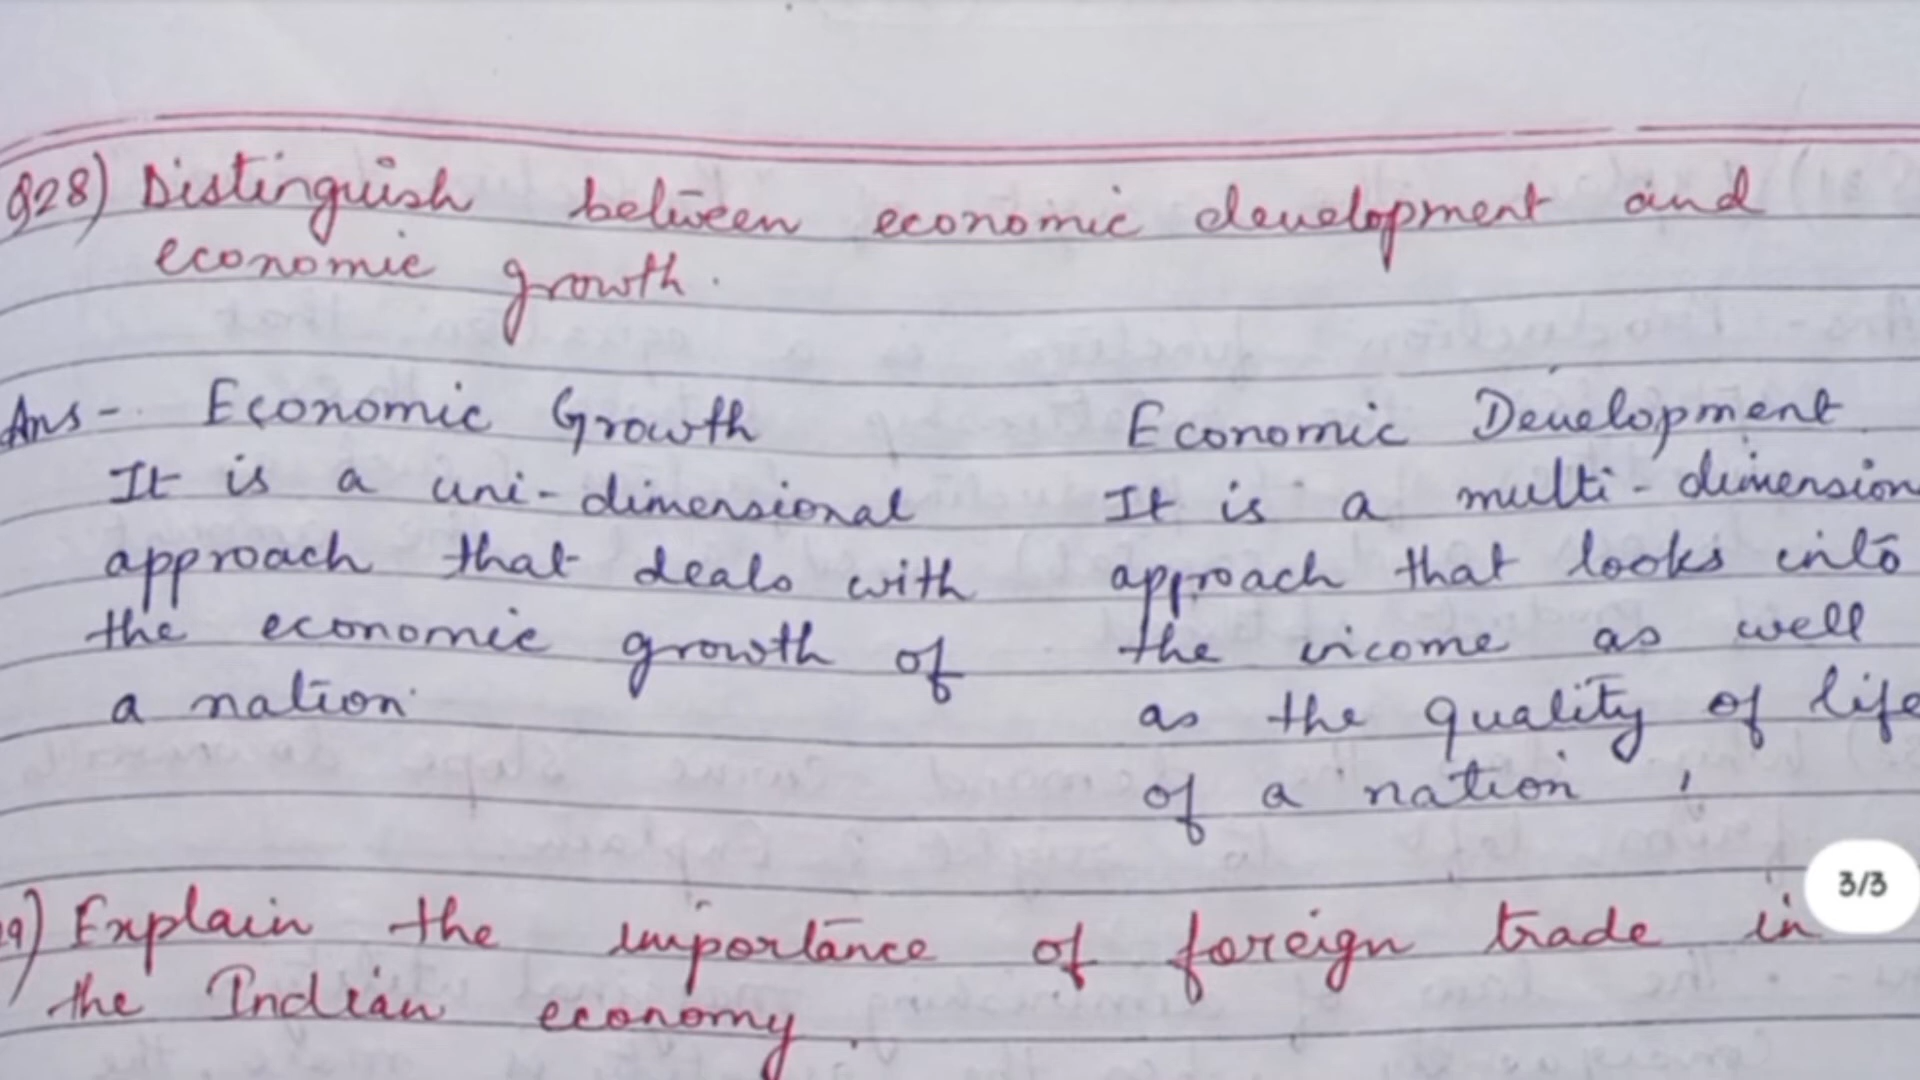 Q28) Distinguish between economic development and
economic growth.
Ans- Economic Growth
It is a uni-dimensional
approach that deals with
the economic growth of
a nation
Economic Development
It is a multi-dimension
approach that looks into
the income as well
as the quality of life
of a nation,
3/3
29) Explain the importance of foreign trade in
the Indian economy.